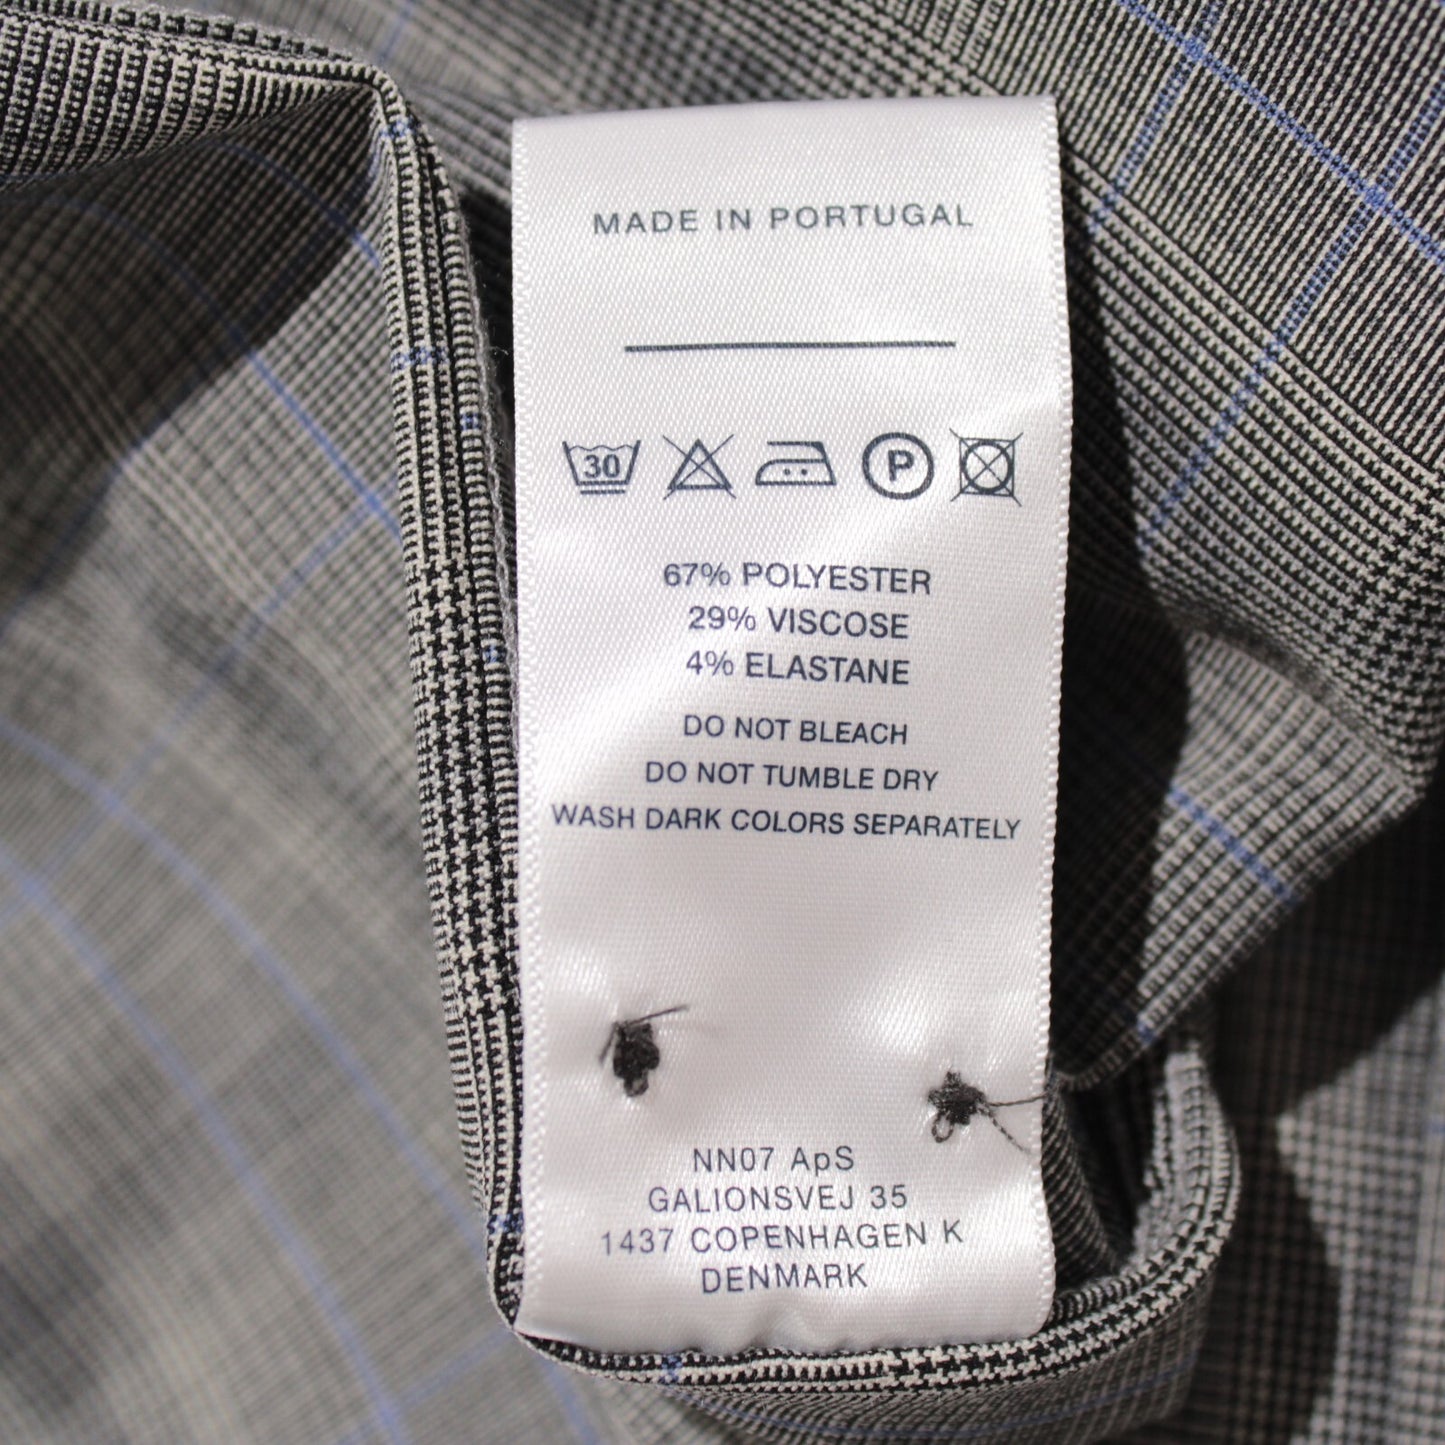 MADE IN PORTUGAL
30 P
67% POLYESTER
29% VISCOSE
4% ELASTANE
DO NOT BLEACH
DO NOT TUMBLE DRY
WASH DARK COLORS SEPARATELY
NN07 ApS
GALIONSVEJ 35
1437 COPENHAGEN K
DENMARK